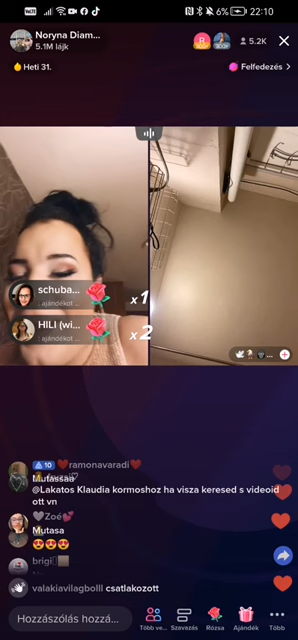 6% 22:10
Noryna Diam...
5.1M lájk
R
5.2K
Heti 31.
Felfedezés >
schuba...
: ajándékot
x1
HILI (wi...
: ajándékot
x2
10 ❤️ramonavaradi❤️
Mutassad
@Lakatos Klaudia kormoshoz ha visza keresed s videoid
ott vn
🩶Zoé💕
Mutasa
😍😍😍
brigi
valakiavilagbolll csatlakozott
Hozzászólás hozzá...
Több ve...
Szavazás
Rózsa
Ajándék
Több